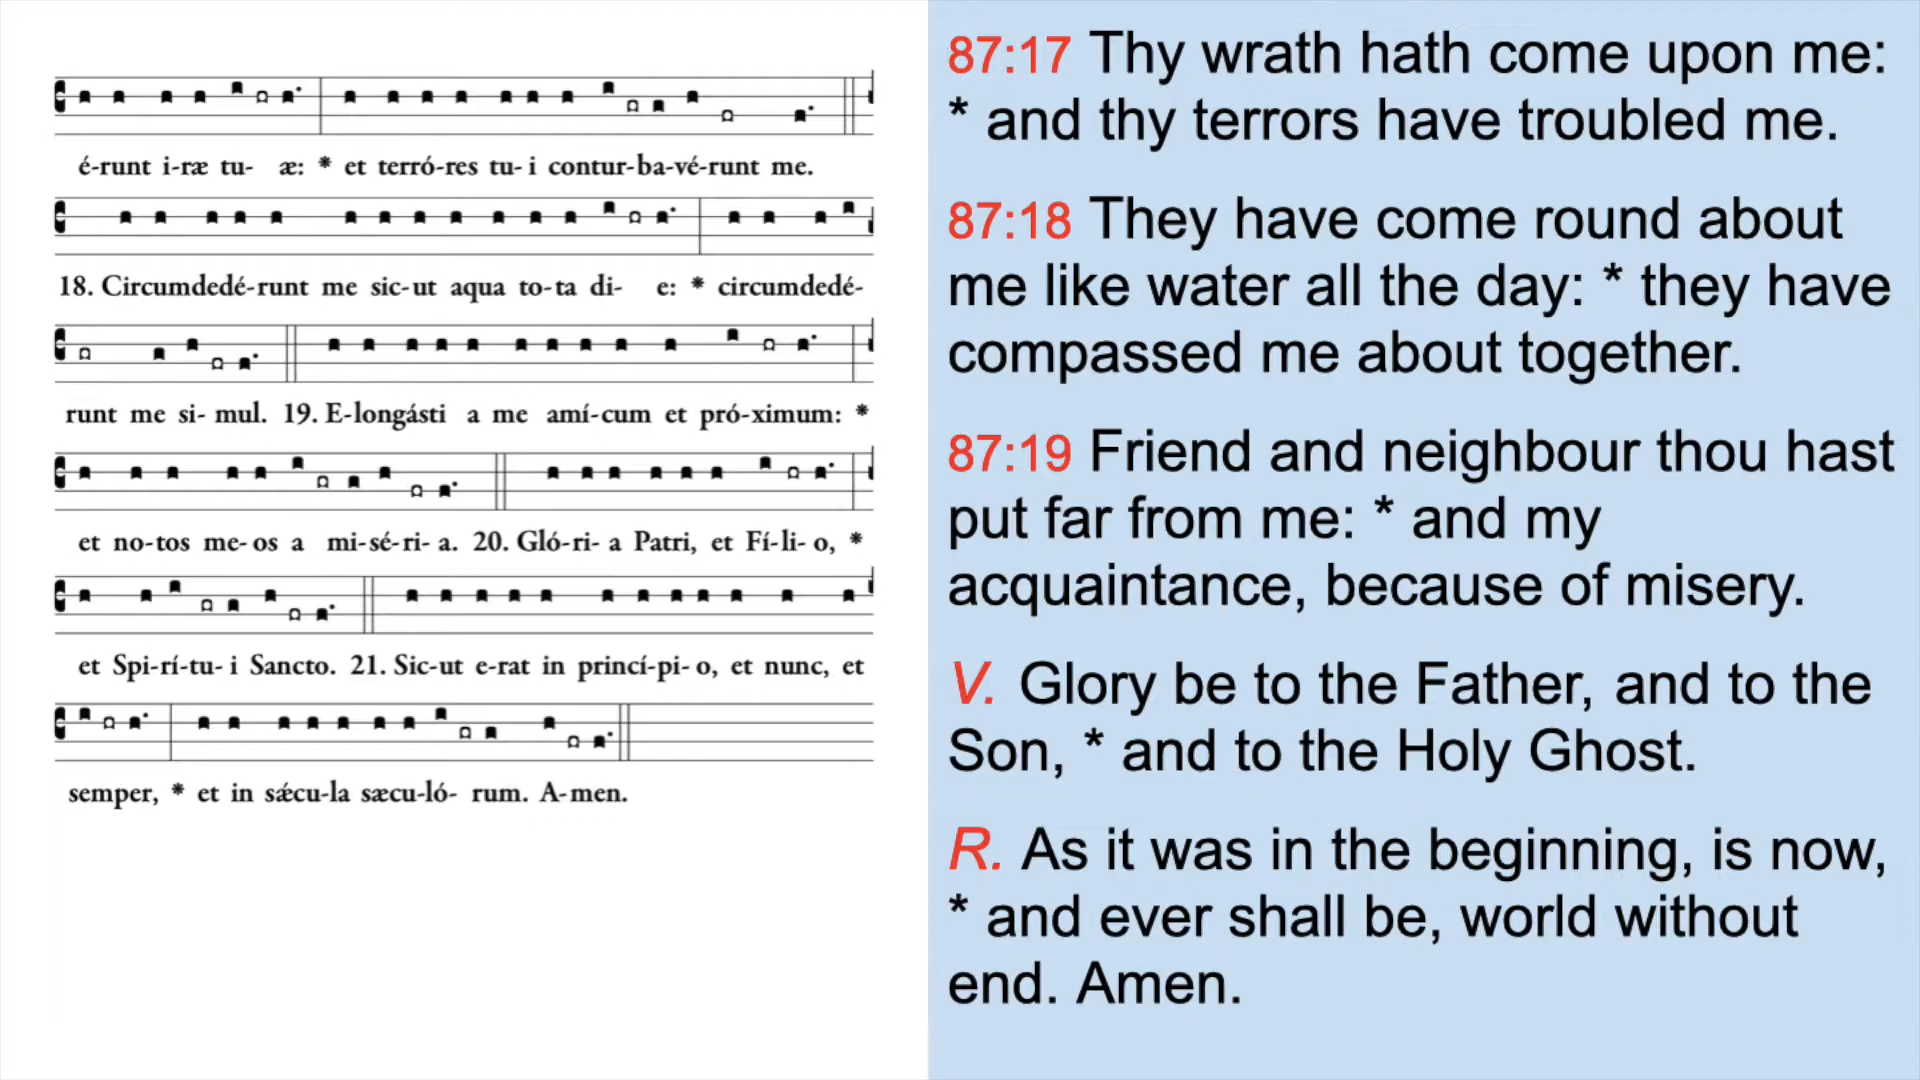 é-runt i-ræ tu- æ: * et terró-res tu- i contur-ba-vé-runt me.
18. Circumdedé-runt me sic-ut aqua to-ta di- e: * circumdedé-
runt me si- mul. 19. E-longásti a me amí-cum et pró-ximum: *
et no-tos me-os a mi-sé-ri- a. 20. Gló-ri- a Patri, et Fí-li- o, *
et Spi-rí-tu- i Sancto. 21. Sic-ut e-rat in princí-pi- o, et nunc, et
semper, * et in sǽcu-la sæcu-ló- rum. A-men.
87:17 Thy wrath hath come upon me:
* and thy terrors have troubled me.
87:18 They have come round about
me like water all the day: * they have
compassed me about together.
87:19 Friend and neighbour thou hast
put far from me: * and my
acquaintance, because of misery.
V. Glory be to the Father, and to the
Son, * and to the Holy Ghost.
R. As it was in the beginning, is now,
* and ever shall be, world without
end. Amen.